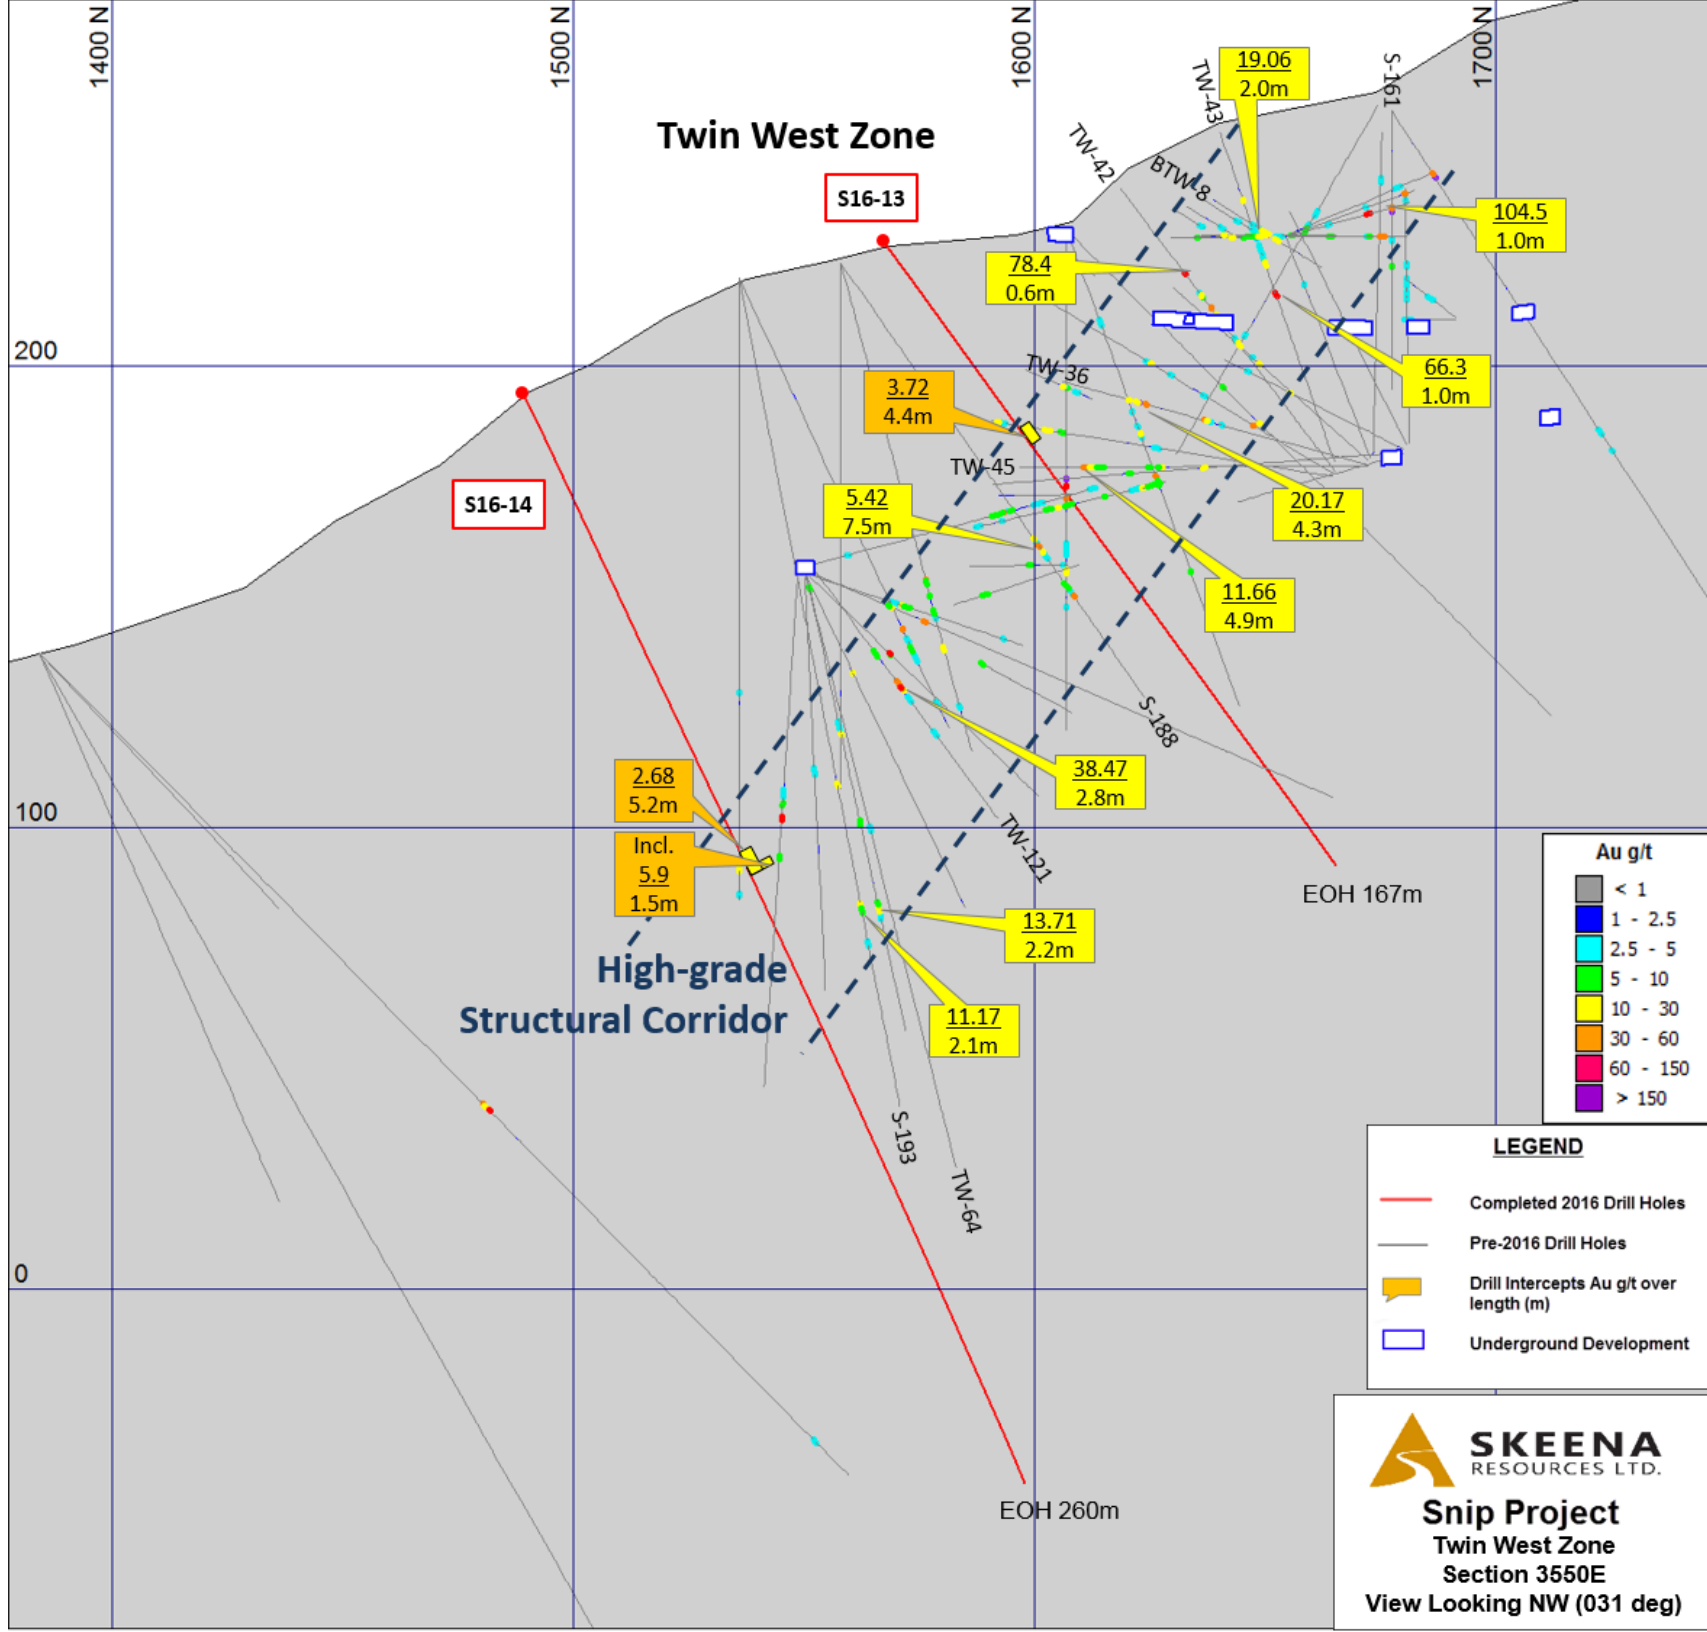 1400 N
1500 N
1600 N
1700 N
Twin West Zone
S16-13
S16-14
TW-43
S-161
TW-42
BTW-8
19.06
2.0m
104.5
1.0m
78.4
0.6m
200
TW-36
66.3
1.0m
3.72
4.4m
TW-45
5.42
7.5m
20.17
4.3m
11.66
4.9m
S-188
38.47
2.8m
2.68
5.2m
100
TW-121
Incl.
5.9
1.5m
13.71
2.2m
11.17
2.1m
High-grade
Structural Corridor
EOH 167m
S-193
TW-64
0
EOH 260m
Au g/t
< 1
1 - 2.5
2.5 - 5
5 - 10
10 - 30
30 - 60
60 - 150
> 150
LEGEND
Completed 2016 Drill Holes
Pre-2016 Drill Holes
Drill Intercepts Au g/t over
length (m)
Underground Development
SKEENA
RESOURCES LTD.
Snip Project
Twin West Zone
Section 3550E
View Looking NW (031 deg)